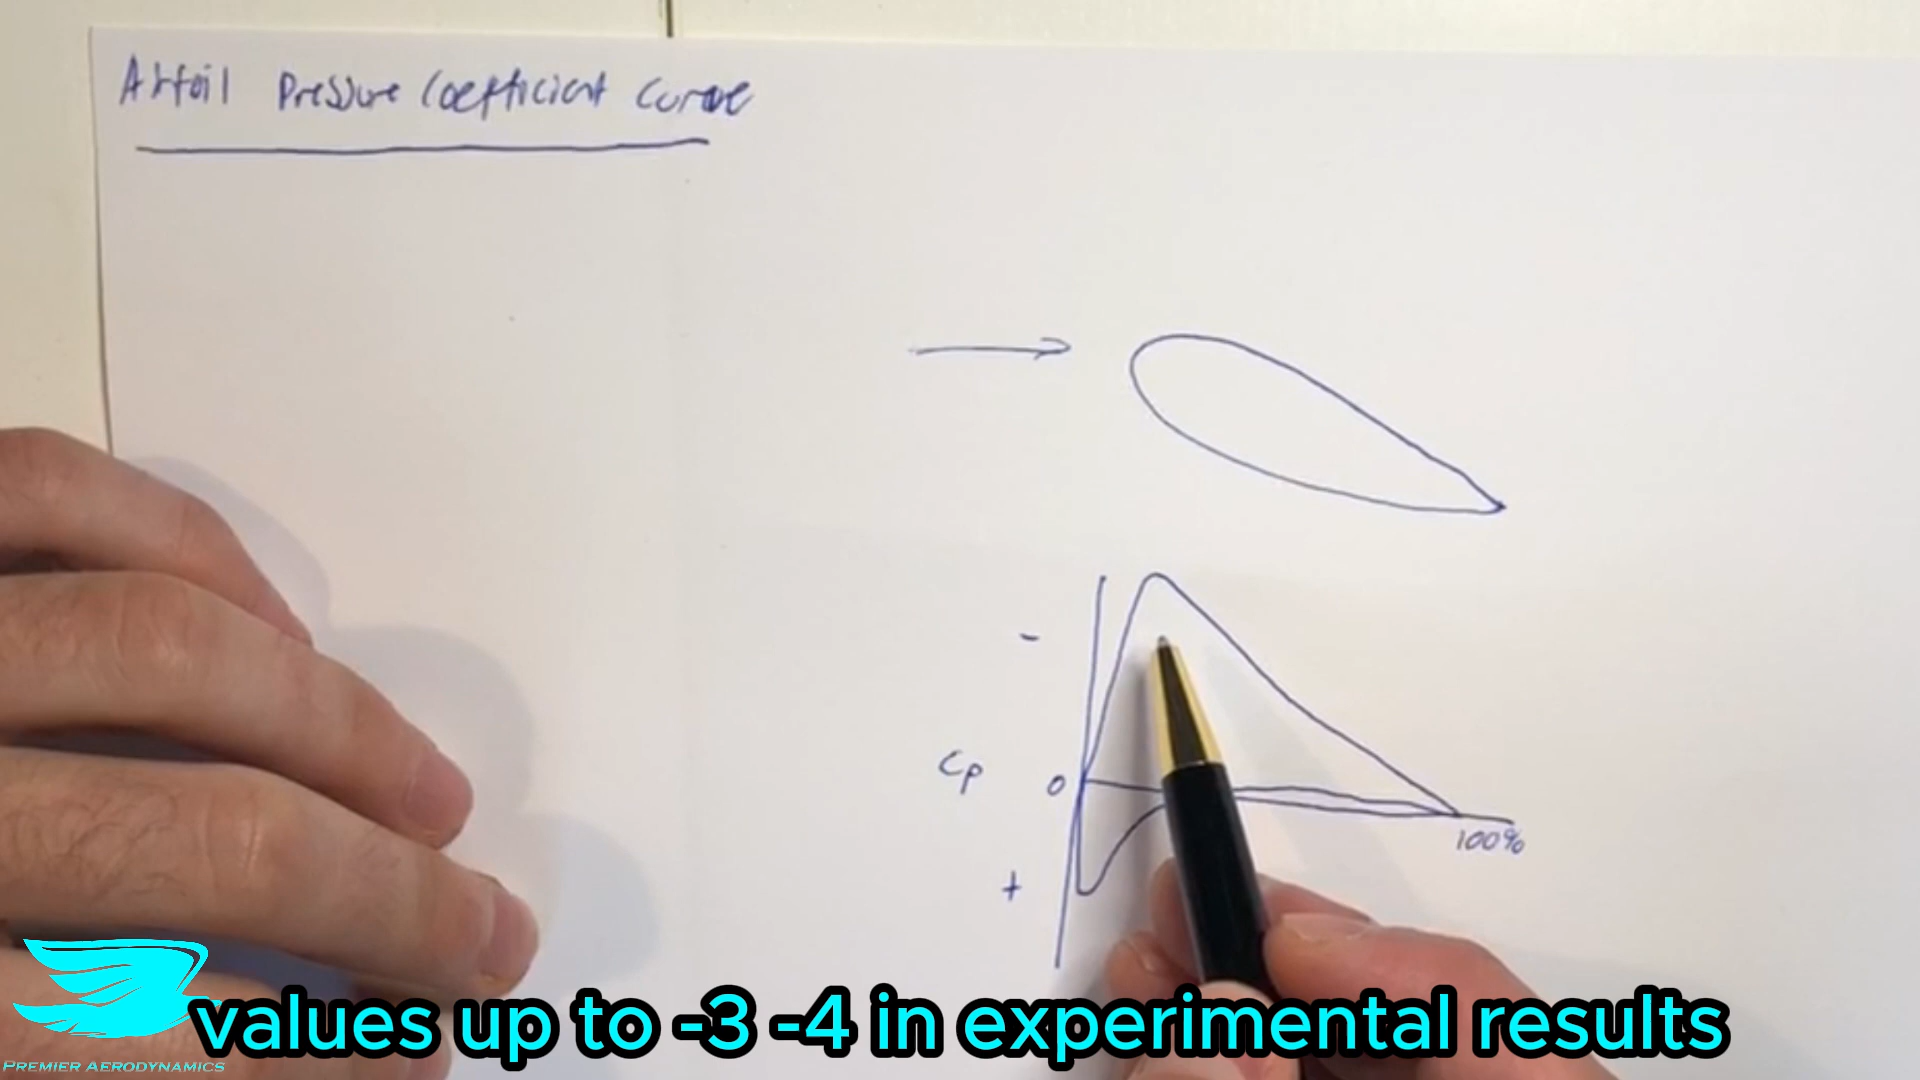 Airfoil Pressure Coefficient Curve
-
Cp 0
100%
+
values up to -3 -4 in experimental results
PREMIER AERODYNAMICS